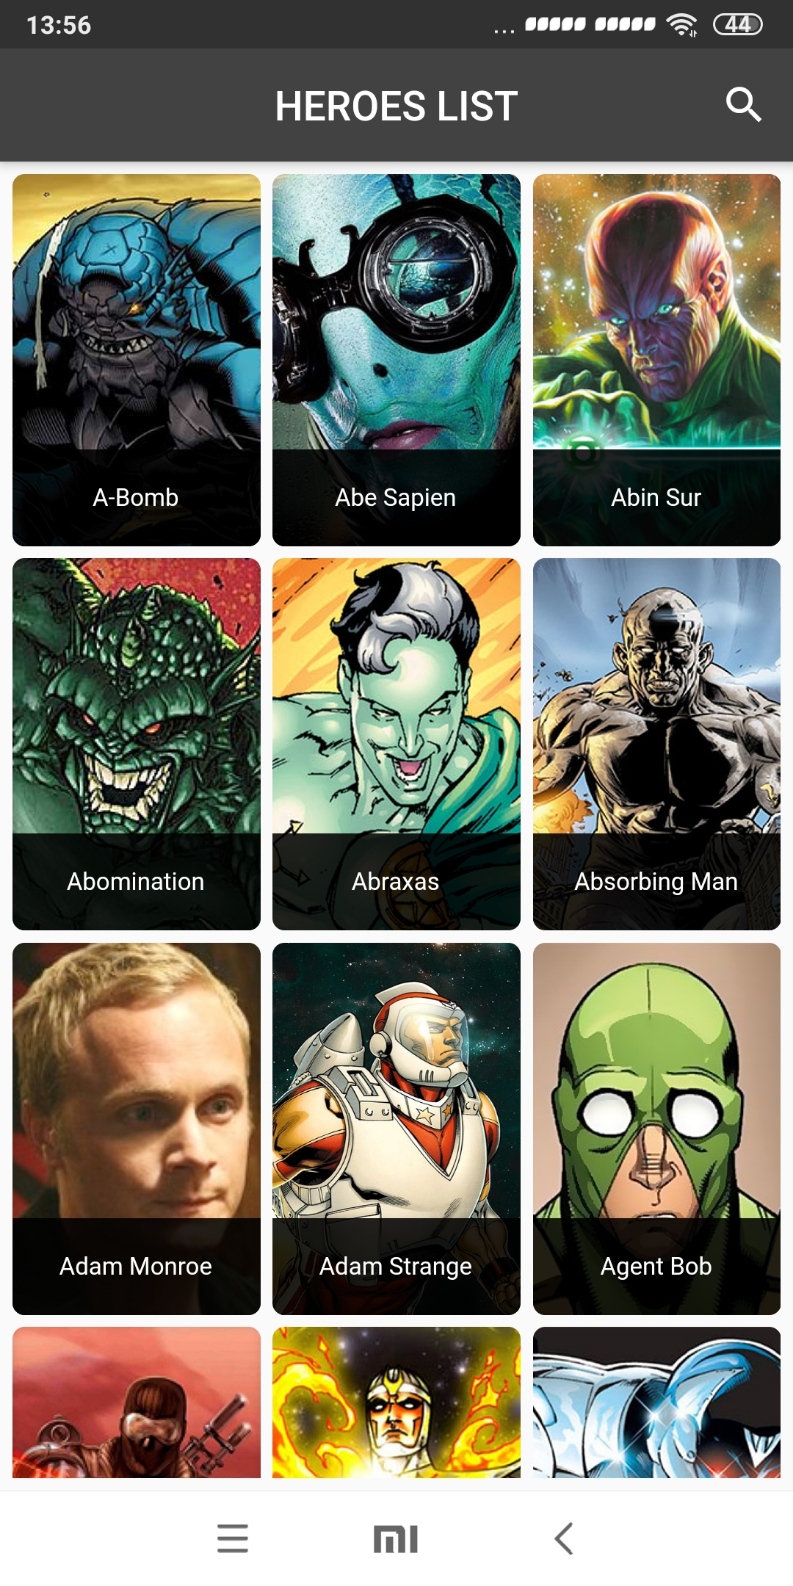 13:56
... 44
HEROES LIST
A-Bomb
Abe Sapien
Abin Sur
Abomination
Abraxas
Absorbing Man
Adam Monroe
Adam Strange
Agent Bob